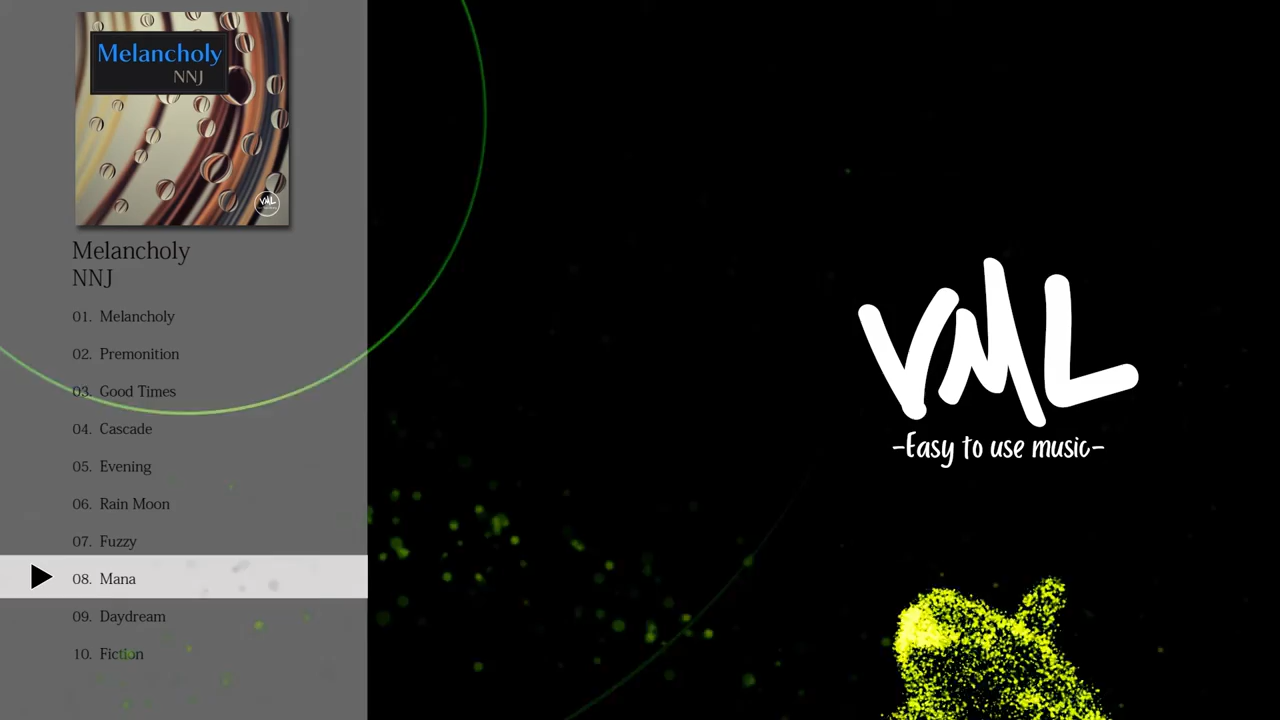 Melancholy
NNJ
VML
Melancholy
NNJ
01. Melancholy
02. Premonition
03. Good Times
04. Cascade
05. Evening
06. Rain Moon
07. Fuzzy
08. Mana
09. Daydream
10. Fiction
VML
-Easy to use music-